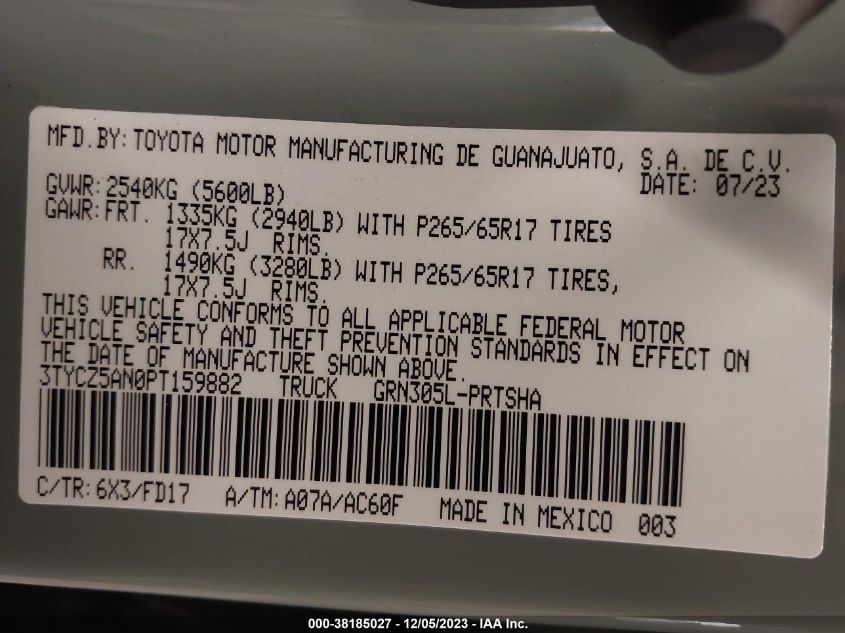 MFD.BY: TOYOTA MOTOR MANUFACTURING DE GUANAJUATO, S.A. DE C.V.
GVWR: 2540KG (5600LB) DATE: 07/23
GAWR: FRT. 1335KG (2940LB) WITH P265/65R17 TIRES
17X7.5J RIMS.
RR. 1490KG (3280LB) WITH P265/65R17 TIRES,
17X7.5J RIMS.
THIS VEHICLE CONFORMS TO ALL APPLICABLE FEDERAL MOTOR
VEHICLE SAFETY AND THEFT PREVENTION STANDARDS IN EFFECT ON
THE DATE OF MANUFACTURE SHOWN ABOVE.
3TYCZ5AN0PT159882 TRUCK GRN305L-PRTSHA
C/TR: 6X3/FD17 A/TM: A07A/AC60F MADE IN MEXICO 003
000-38185027 - 12/05/2023 - IAA Inc.